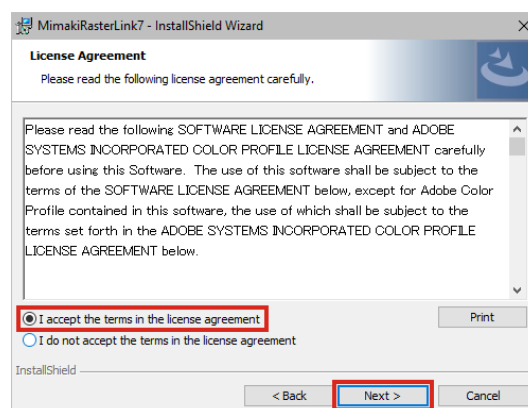 MimakiRasterLink7 - InstallShield Wizard
License Agreement
Please read the following license agreement carefully.
Please read the following SOFTWARE LICENSE AGREEMENT and ADOBE
SYSTEMS INCORPORATED COLOR PROFILE LICENSE AGREEMENT carefully
before using this Software. The use of this software shall be subject to the
terms of the SOFTWARE LICENSE AGREEMENT below, except for Adobe Color
Profile contained in this software, the use of which shall be subject to the
terms set forth in the ADOBE SYSTEMS INCORPORATED COLOR PROFILE
LICENSE AGREEMENT below.
I accept the terms in the license agreement
Print
I do not accept the terms in the license agreement
InstallShield
< Back
Next >
Cancel